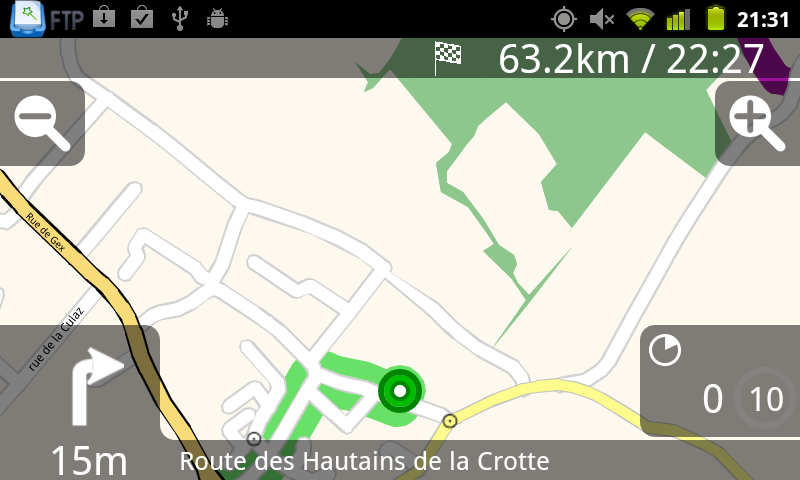 FTP 21:31
63.2km / 22:27
Rue de Gex
rue de la Culaz
0 10
15m
Route des Hautains de la Crotte